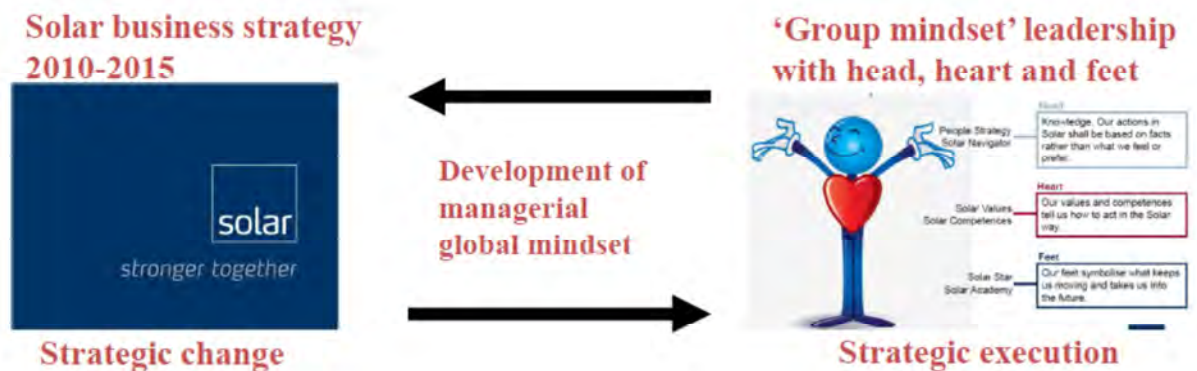 Solar business strategy
2010-2015
solar
stronger together
Strategic change
Development of
managerial
global mindset
‘Group mindset’ leadership
with head, heart and feet
People Strategy
Solar Navigator
Head
Knowledge. Our actions in
Solar shall be based on facts
rather than what we feel or
prefer.
Solar Values
Solar Competences
Heart
Our values and competences
tell us how to act in the Solar
way.
Solar Star
Solar Academy
Feet
Our feet symbolise what keeps
us moving and takes us into
the future.
Strategic execution